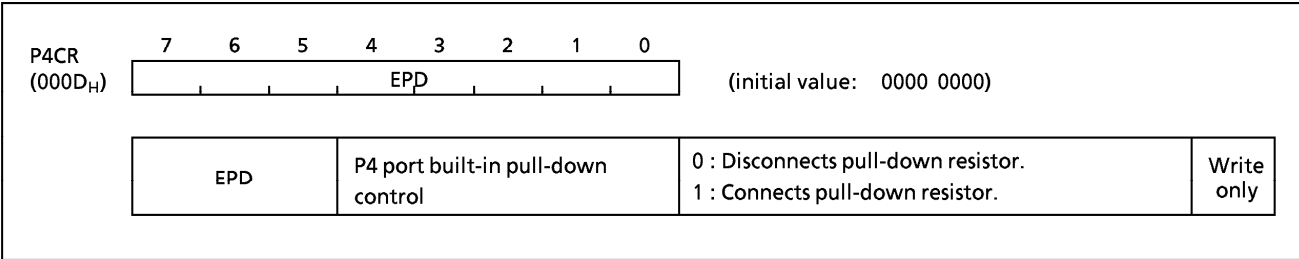 7 6 5 4 3 2 1 0
P4CR
(000DH)
EPD
(initial value: 0000 0000)
EPD
P4 port built-in pull-down
control
0 : Disconnects pull-down resistor.
1 : Connects pull-down resistor.
Write
only